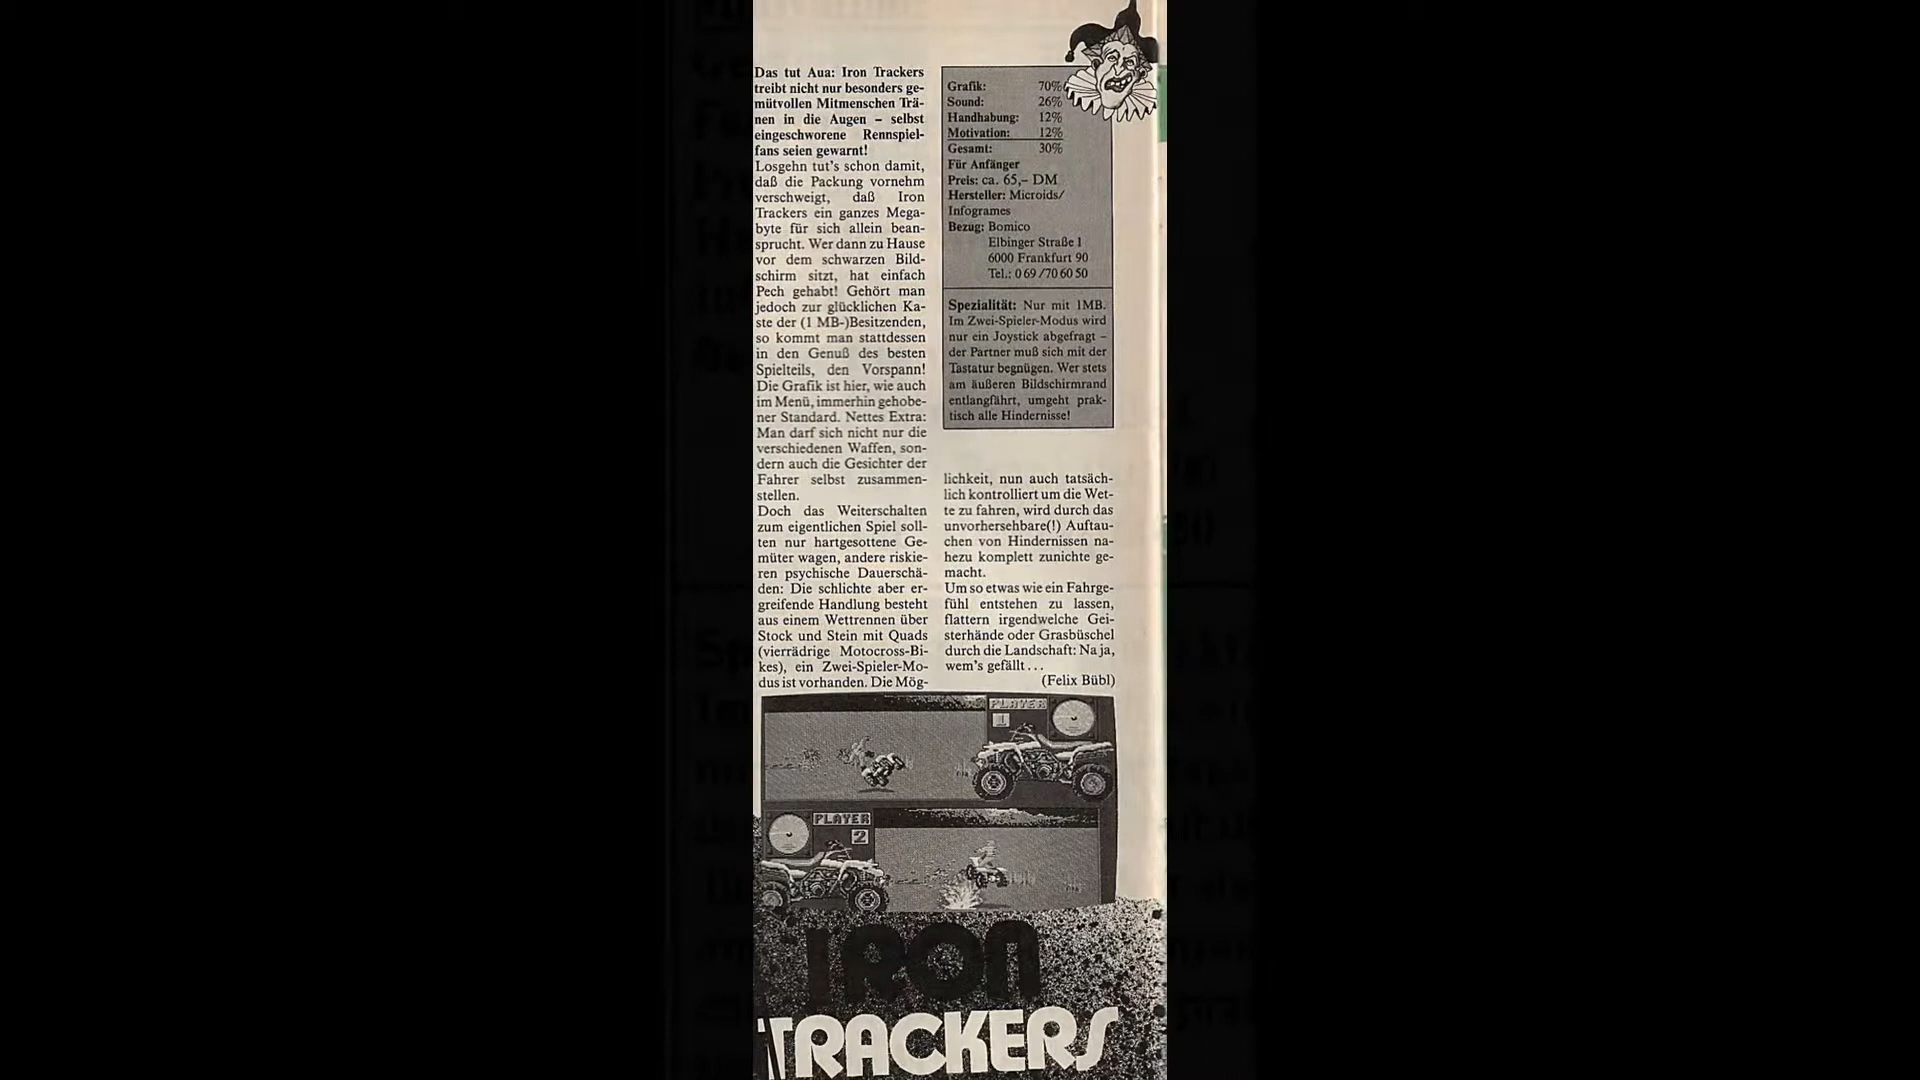 Das tut Aua: Iron Trackers
treibt nicht nur besonders ge-
mütvollen Mitmenschen Trä-
nen in die Augen – selbst
eingeschworene Rennspiel-
fans seien gewarnt!
Losgehn tut's schon damit,
daß die Packung vornehm
verschweigt, daß Iron
Trackers ein ganzes Mega-
byte für sich allein bean-
sprucht. Wer dann zu Hause
vor dem schwarzen Bild-
schirm sitzt, hat einfach
Pech gehabt! Gehört man
jedoch zur glücklichen Ka-
ste der (1 MB-)Besitzenden,
so kommt man stattdessen
in den Genuß des besten
Spielteils, den Vorspann!
Die Grafik ist hier, wie auch
im Menü, immerhin gehobe-
ner Standard. Nettes Extra:
Man darf sich nicht nur die
verschiedenen Waffen, son-
dern auch die Gesichter der
Fahrer selbst zusammen-
stellen.
Doch das Weiterschalten
zum eigentlichen Spiel soll-
ten nur hartgesottene Ge-
müter wagen, andere riskie-
ren psychische Dauerschä-
den: Die schlichte aber er-
greifende Handlung besteht
aus einem Wettrennen über
Stock und Stein mit Quads
(vierrädrige Motocross-Bi-
kes), ein Zwei-Spieler-Mo-
dus ist vorhanden. Die Mög-
Grafik: 70%
Sound: 26%
Handhabung: 12%
Motivation: 12%
Gesamt: 30%
Für Anfänger
Preis: ca. 65,– DM
Hersteller: Microids/
Infogrames
Bezug: Bomico
Elbinger Straße 1
6000 Frankfurt 90
Tel.: 0 69 /70 60 50
Spezialität: Nur mit 1MB.
Im Zwei-Spieler-Modus wird
nur ein Joystick abgefragt –
der Partner muß sich mit der
Tastatur begnügen. Wer stets
am äußeren Bildschirmrand
entlangfährt, umgeht prak-
tisch alle Hindernisse!
lichkeit, nun auch tatsäch-
lich kontrolliert um die Wet-
te zu fahren, wird durch das
unvorhersehbare(!) Auftau-
chen von Hindernissen na-
hezu komplett zunichte ge-
macht.
Um so etwas wie ein Fahrge-
fühl entstehen zu lassen,
flattern irgendwelche Gei-
sterhände oder Grasbüschel
durch die Landschaft: Na ja,
wem's gefällt . . .
(Felix Bübl)
PLAYER
1
PLAYER
2
IRON
TRACKERS